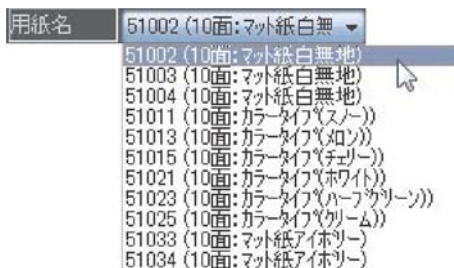 用紙名 51002 (10面:マット紙白無
51002 (10面:マット紙白無地)
51003 (10面:マット紙白無地)
51004 (10面:マット紙白無地)
51011 (10面:カラータイプ(スノー))
51013 (10面:カラータイプ(メロン))
51015 (10面:カラータイプ(チェリー))
51021 (10面:カラータイプ(ホワイト))
51023 (10面:カラータイプ(ハーブグリーン))
51025 (10面:カラータイプ(クリーム))
51033 (10面:マット紙アイボリー)
51034 (10面:マット紙アイボリー)